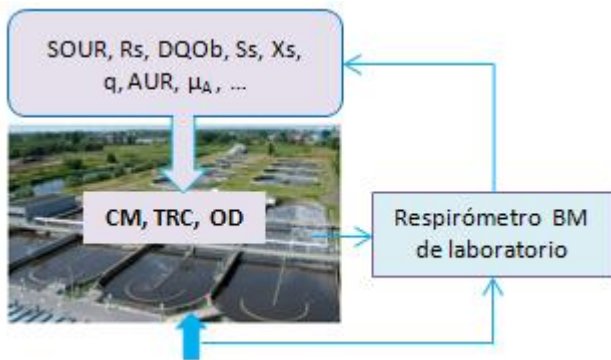 SOUR, Rs, DQOb, Ss, Xs,
q, AUR, μA, ...
CM, TRC, OD
Respirómetro BM
de laboratorio